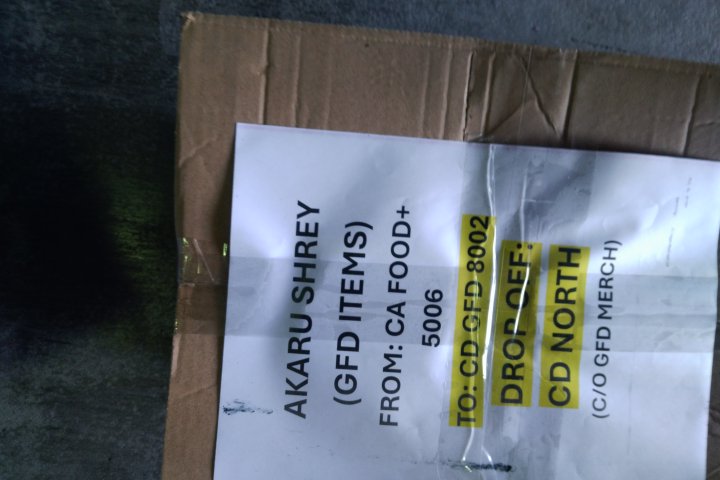 AKARU SHREY
(GFD ITEMS)
FROM: CA FOOD+
5006
TO: CD GFD 8002
DROP OFF:
CD NORTH
(C/O GFD MERCH)